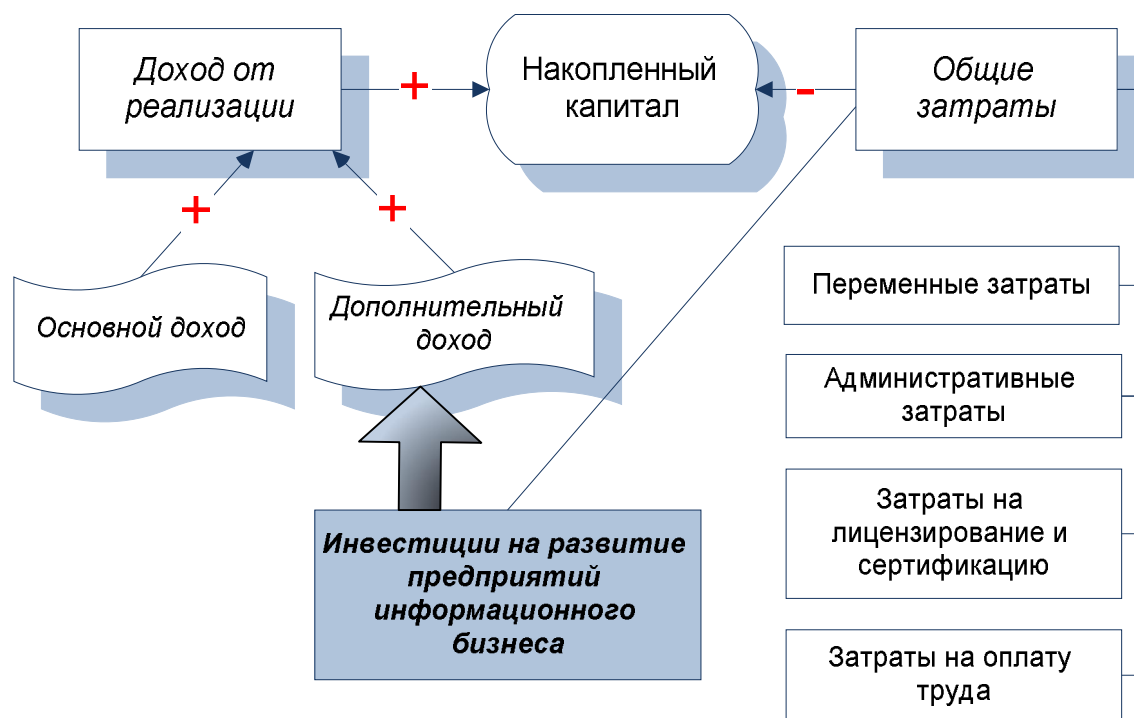 Доход от
реализации
+
Накопленный
капитал
-
Общие
затраты
+
+
Основной доход
Дополнительный
доход
Переменные затраты
Административные
затраты
Инвестиции на развитие
предприятий
информационного
бизнеса
Затраты на
лицензирование и
сертификацию
Затраты на оплату
труда